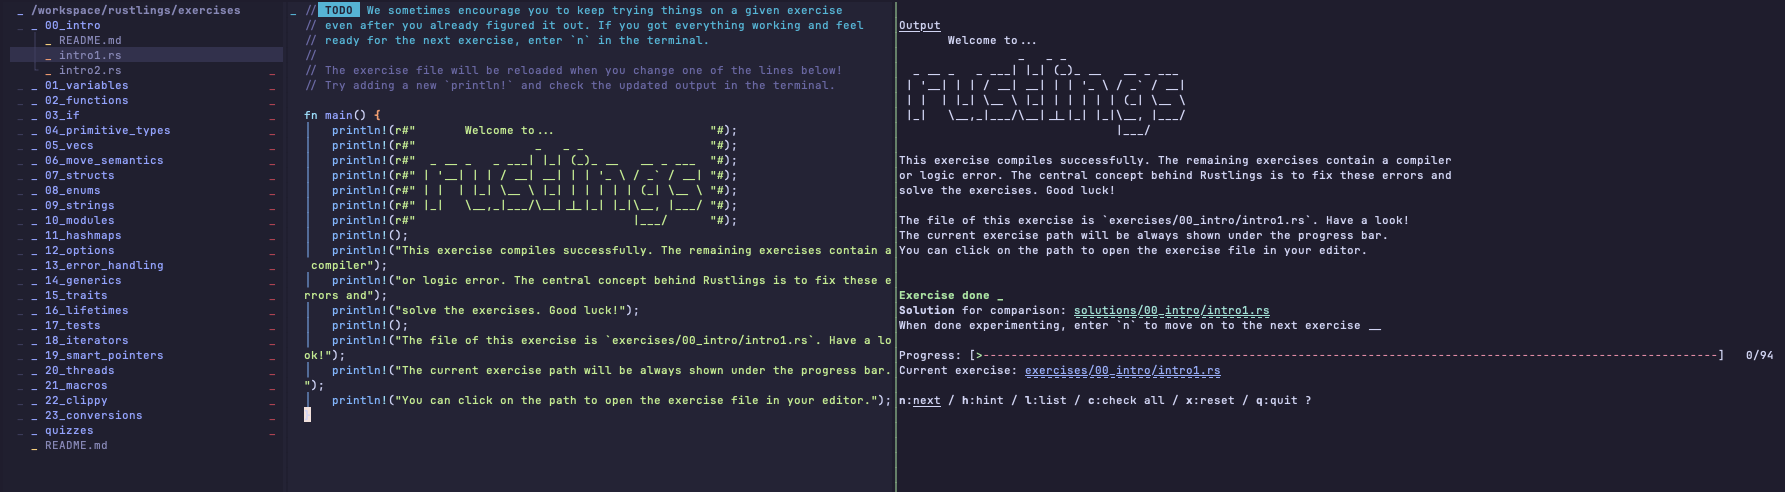 /workspace/rustlings/exercises
00_intro
README.md
intro1.rs
intro2.rs
01_variables
02_functions
03_if
04_primitive_types
05_vecs
06_move_semantics
07_structs
08_enums
09_strings
10_modules
11_hashmaps
12_options
13_error_handling
14_generics
15_traits
16_lifetimes
17_tests
18_iterators
19_smart_pointers
20_threads
21_macros
22_clippy
23_conversions
quizzes
README.md
// TODO We sometimes encourage you to keep trying things on a given exercise
// even after you already figured it out. If you got everything working and feel
// ready for the next exercise, enter `n` in the terminal.
//
// The exercise file will be reloaded when you change one of the lines below!
// Try adding a new `println!` and check the updated output in the terminal.
fn main() {
    println!(r#"       Welcome to...                      "#);
    println!(r#"                 _   _ _                  "#);
    println!(r#"  _ __ _   _ ___| |_| (_)_ __   __ _ ___  "#);
    println!(r#" | '__| | | / __| __| | | '_ \ / _` / __| "#);
    println!(r#" | |  | |_| \__ \ |_| | | | | | (_| \__ \ "#);
    println!(r#" |_|   \__,_|___/\__|_|_|_| |_|\__, |___/ "#);
    println!(r#"                               |___/      "#);
    println!();
    println!("This exercise compiles successfully. The remaining exercises contain a
 compiler");
    println!("or logic error. The central concept behind Rustlings is to fix these e
rrors and");
    println!("solve the exercises. Good luck!");
    println!();
    println!("The file of this exercise is `exercises/00_intro/intro1.rs`. Have a lo
ok!");
    println!("The current exercise path will be always shown under the progress bar.
");
    println!("You can click on the path to open the exercise file in your editor.");
Output
       Welcome to...
                 _   _ _
  _ __ _   _ ___| |_| (_)_ __   __ _ ___
 | '__| | | / __| __| | | '_ \ / _` / __|
 | |  | |_| \__ \ |_| | | | | | (_| \__ \
 |_|   \__,_|___/\__|_|_|_| |_|\__, |___/
                               |___/
This exercise compiles successfully. The remaining exercises contain a compiler
or logic error. The central concept behind Rustlings is to fix these errors and
solve the exercises. Good luck!
The file of this exercise is `exercises/00_intro/intro1.rs`. Have a look!
The current exercise path will be always shown under the progress bar.
You can click on the path to open the exercise file in your editor.
Exercise done _
Solution for comparison: solutions/00_intro/intro1.rs
When done experimenting, enter `n` to move on to the next exercise __
Progress: [>---------------------------------------------------------------------------------------------------------]   0/94
Current exercise: exercises/00_intro/intro1.rs
n:next / h:hint / l:list / c:check all / x:reset / q:quit ?